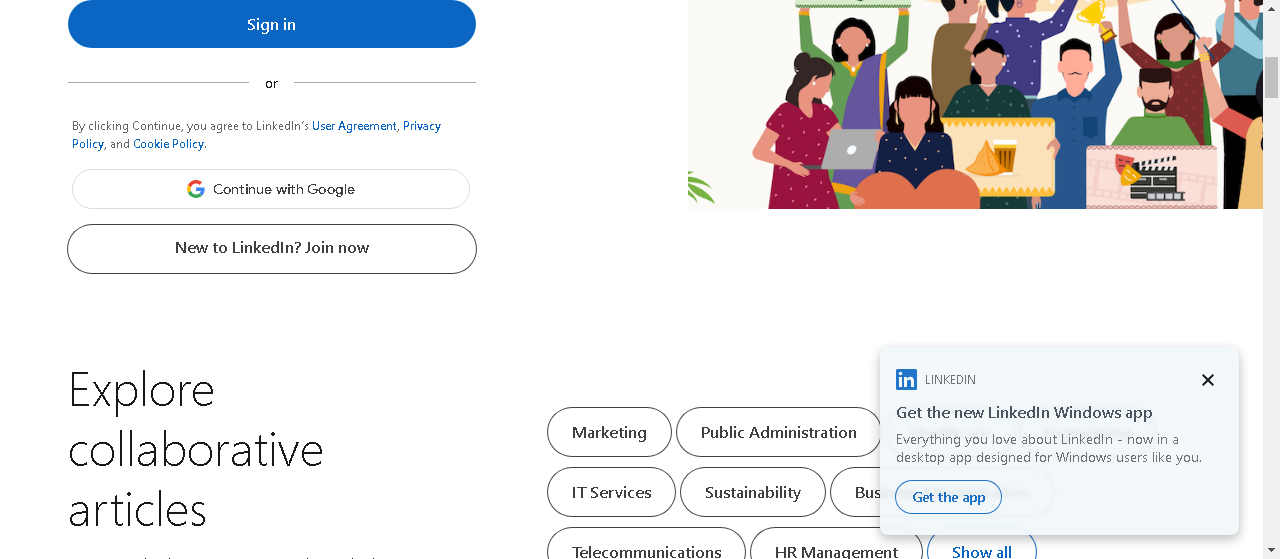 Sign in
or
By clicking Continue, you agree to LinkedIn's User Agreement, Privacy
Policy, and Cookie Policy.
Continue with Google
New to LinkedIn? Join now
Explore
collaborative
articles
Marketing
Public Administration
IT Services
Sustainability
Telecommunications
HR Management
Show all
in LINKEDIN
Get the new LinkedIn Windows app
Everything you love about LinkedIn - now in a
desktop app designed for Windows users like you.
Get the app